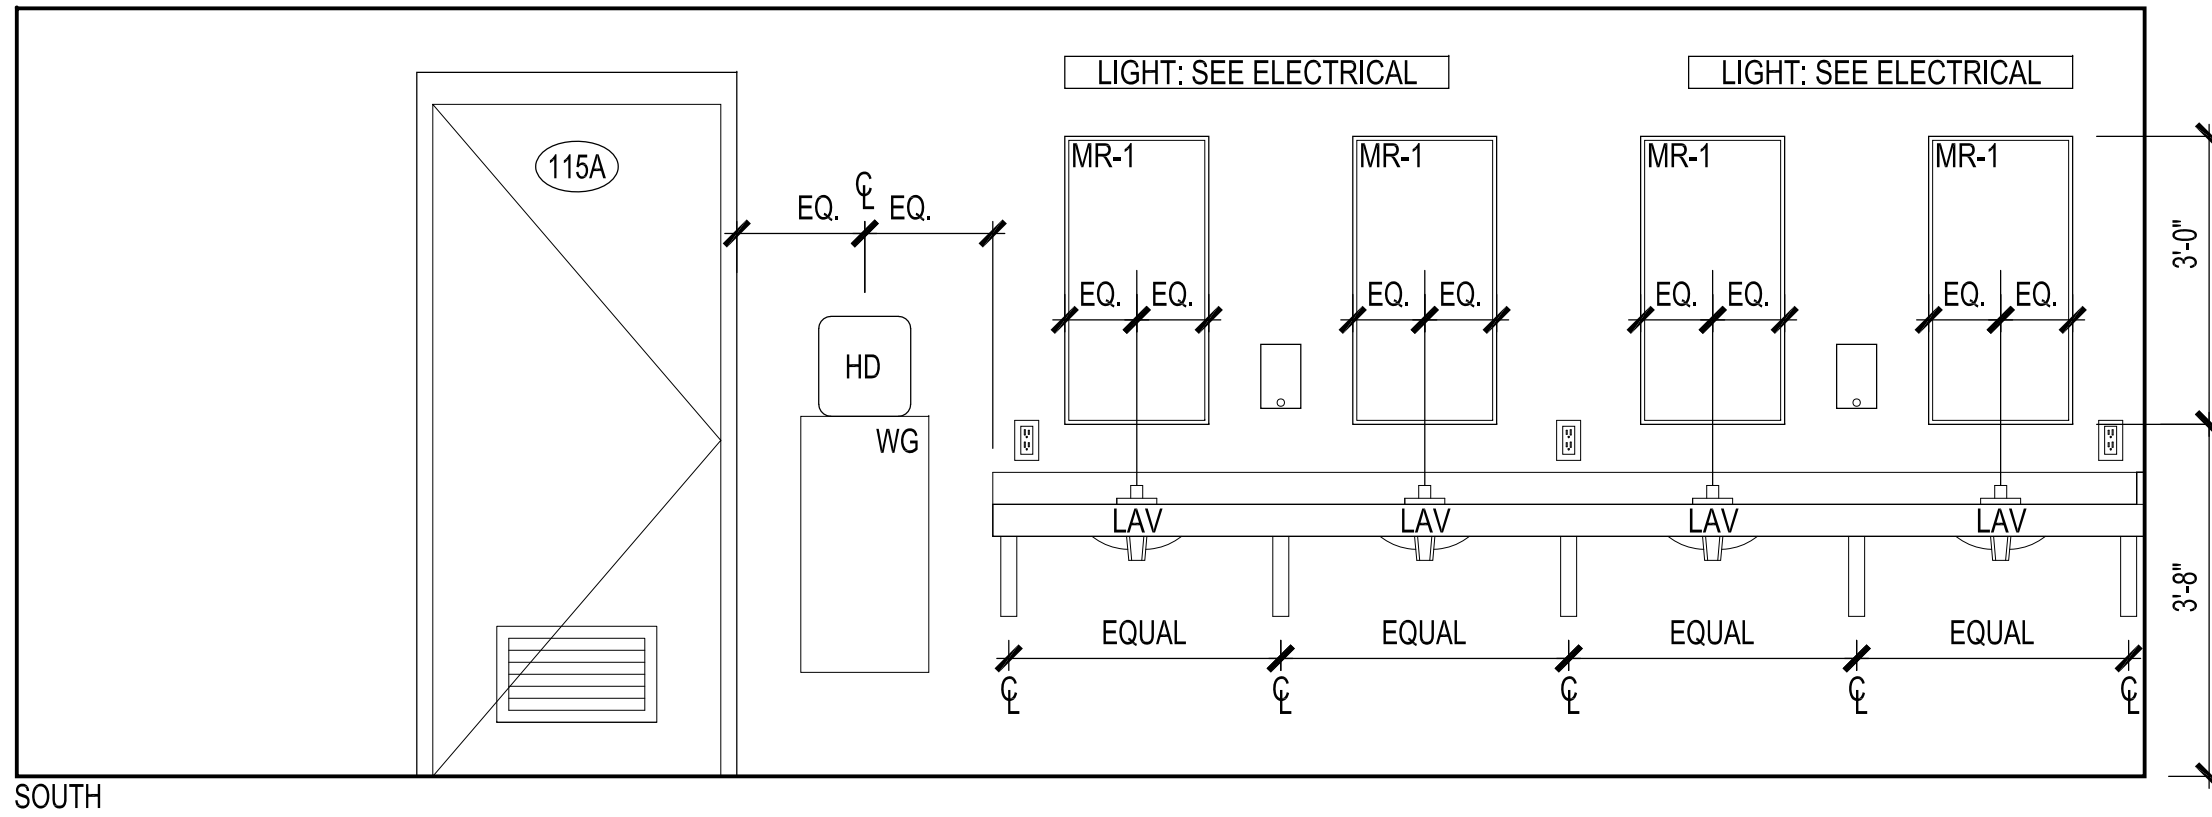 LIGHT: SEE ELECTRICAL
LIGHT: SEE ELECTRICAL
MR-1
MR-1
MR-1
MR-1
115A
℄
EQ.
EQ.
3'-0"
EQ.
EQ.
EQ.
EQ.
EQ.
EQ.
EQ.
EQ.
HD
WG
LAV
LAV
LAV
LAV
3'-8"
EQUAL
EQUAL
EQUAL
EQUAL
℄
℄
℄
℄
℄
SOUTH